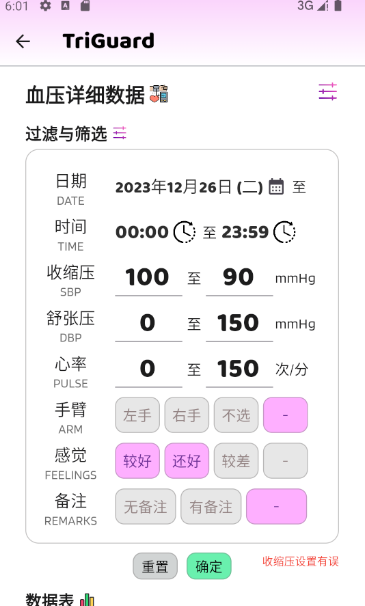 6:01 3G
TriGuard
血压详细数据
过滤与筛选
日期 2023年12月26日 (二) 至
DATE
时间 00:00 至 23:59
TIME
收缩压 100 至 90 mmHg
SBP
舒张压 0 至 150 mmHg
DBP
心率 0 至 150 次/分
PULSE
手臂 左手 右手 不选 -
ARM
感觉 较好 还好 较差 -
FEELINGS
备注 无备注 有备注 -
REMARKS
重置 确定 收缩压设置有误
数据表